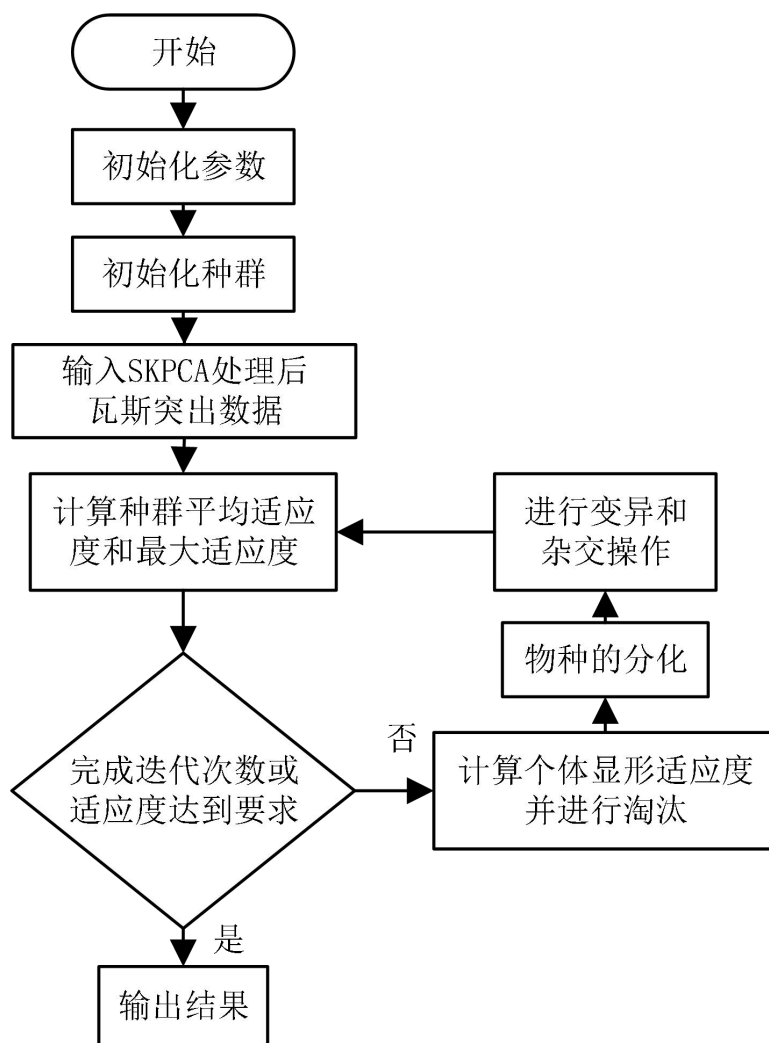 开始
初始化参数
初始化种群
输入SKPCA处理后
瓦斯突出数据
计算种群平均适应
度和最大适应度
进行变异和
杂交操作
物种的分化
否
计算个体显形适应度
并进行淘汰
完成迭代次数或
适应度达到要求
是
输出结果